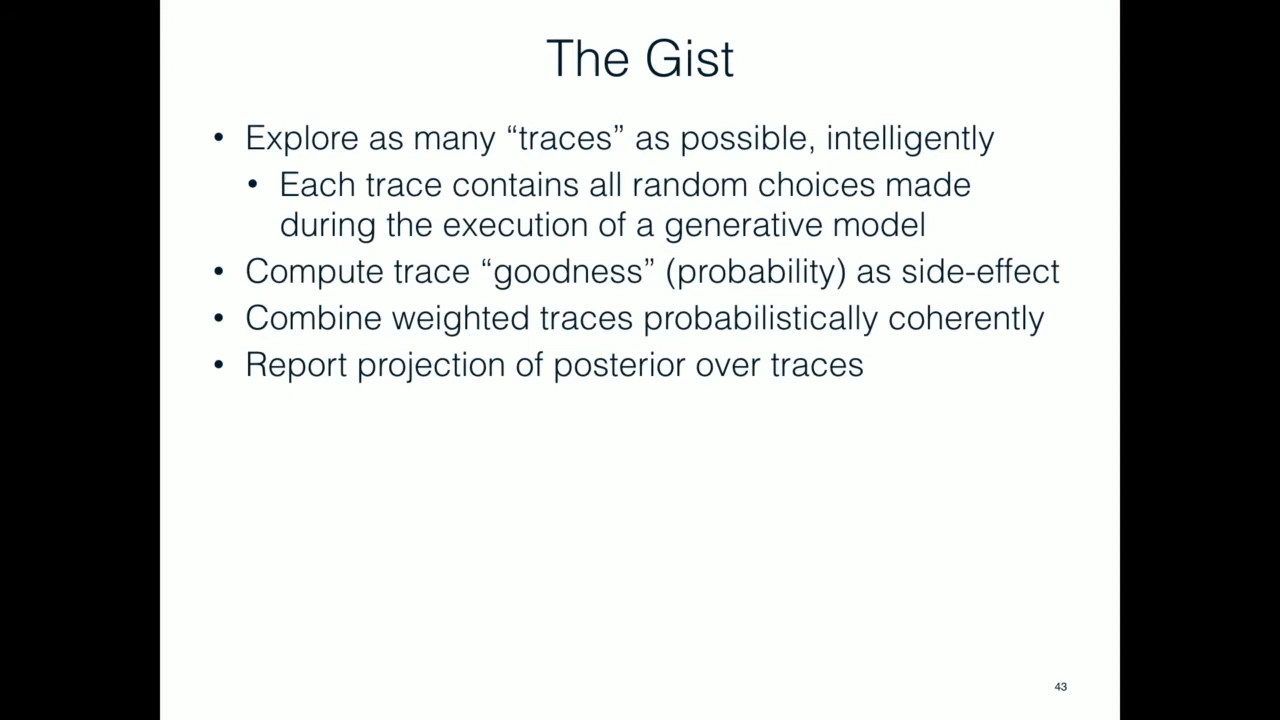 The Gist
• Explore as many “traces” as possible, intelligently
• Each trace contains all random choices made
during the execution of a generative model
• Compute trace “goodness” (probability) as side-effect
• Combine weighted traces probabilistically coherently
• Report projection of posterior over traces
43